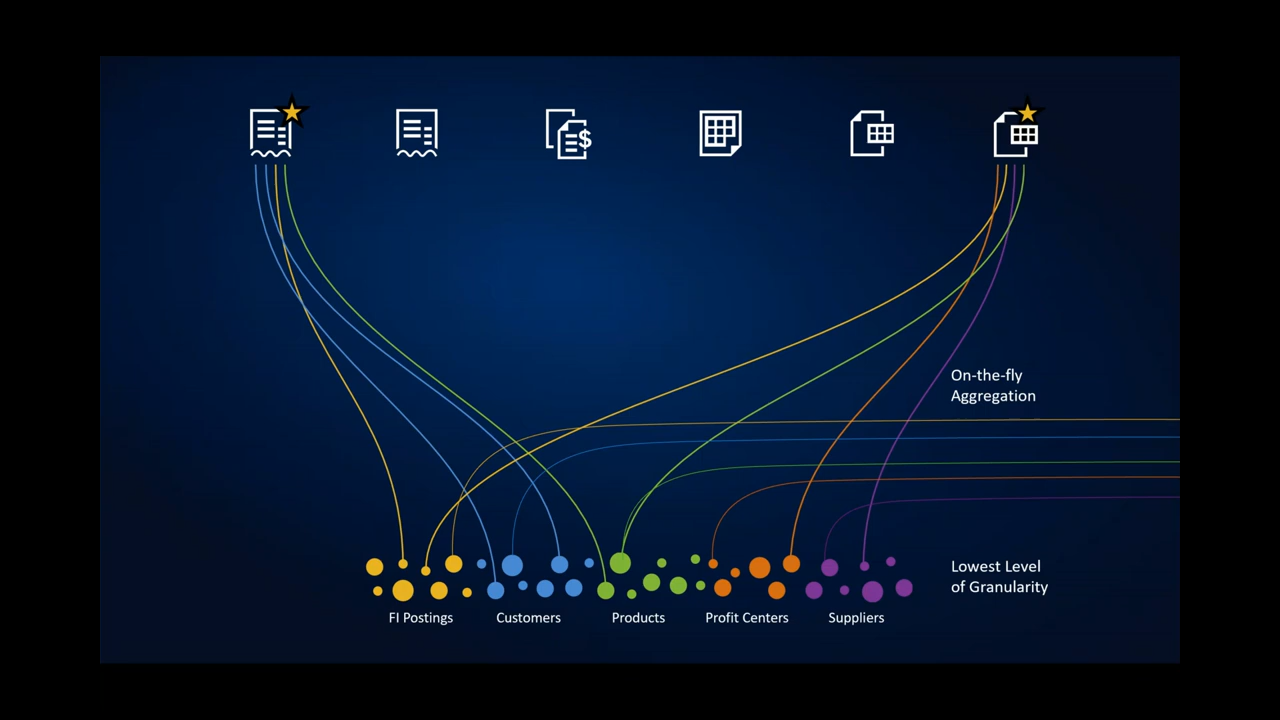 On-the-fly
Aggregation
Lowest Level
of Granularity
FI Postings
Customers
Products
Profit Centers
Suppliers